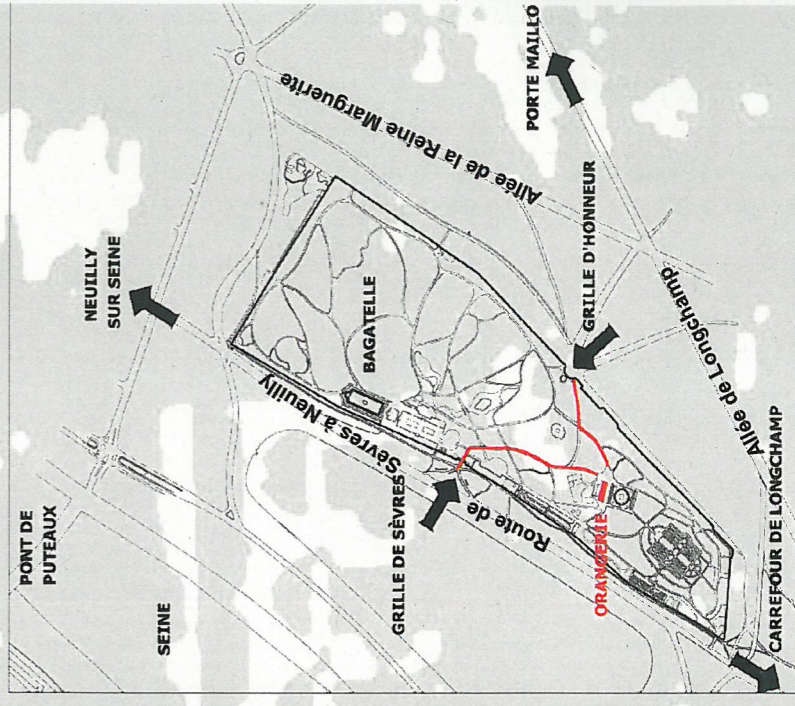 PONT DE
PUTEAUX
NEUILLY
SUR SEINE
SEINE
Allée de la Reine Marguerite
PORTE MAILLO
BAGATELLE
Sèvres à Neuilly
GRILLE D'HONNEUR
GRILLE DE SÈVRES
Route de
Allée de Longchamp
ORANGERIE
CARREFOUR DE LONGCHAMP